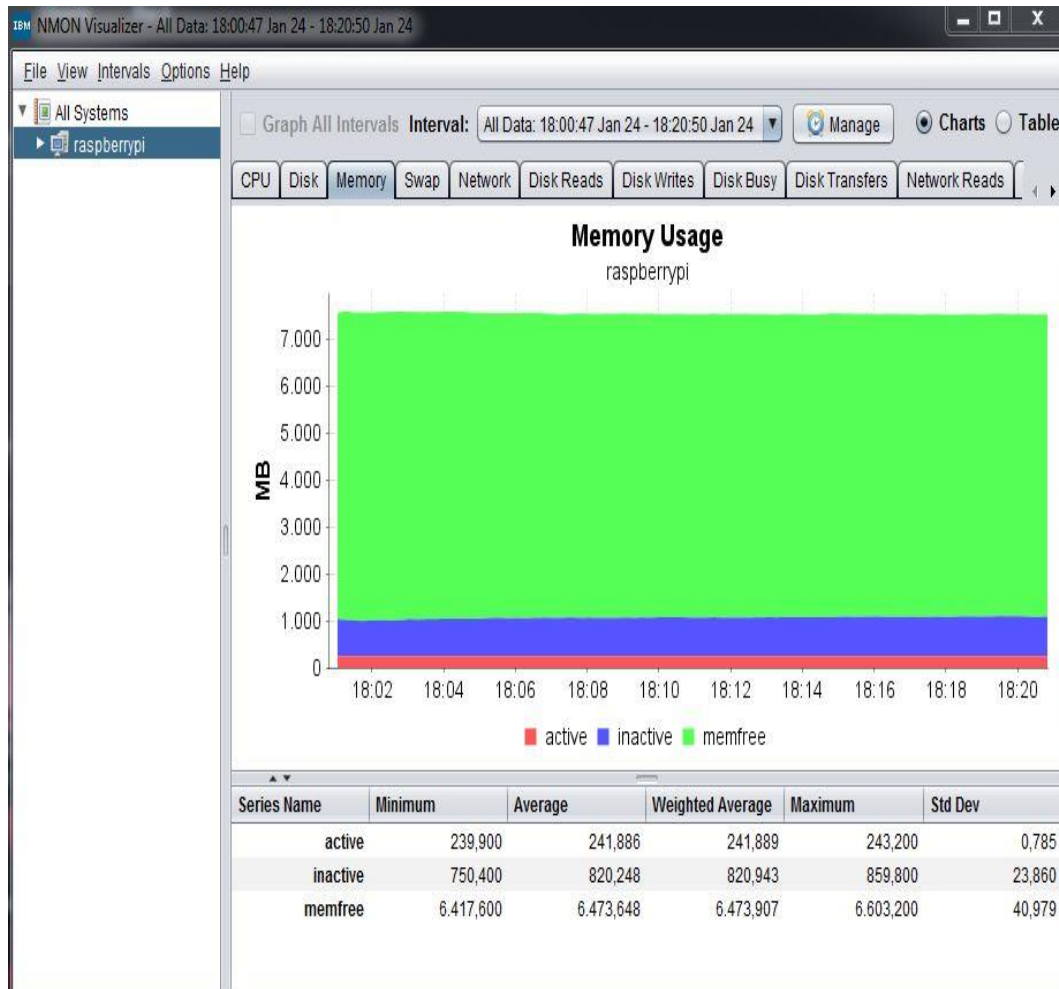 IBM NMON Visualizer - All Data: 18:00:47 Jan 24 - 18:20:50 Jan 24
File View Intervals Options Help
All Systems
raspberrypi
Graph All Intervals Interval: All Data: 18:00:47 Jan 24 - 18:20:50 Jan 24 Manage Charts Table
CPU Disk Memory Swap Network Disk Reads Disk Writes Disk Busy Disk Transfers Network Reads
Memory Usage
raspberrypi
MB
7.000
6.000
5.000
4.000
3.000
2.000
1.000
0
18:02 18:04 18:06 18:08 18:10 18:12 18:14 18:16 18:18 18:20
active inactive memfree
Series Name Minimum Average Weighted Average Maximum Std Dev
active 239,900 241,886 241,889 243,200 0,785
inactive 750,400 820,248 820,943 859,800 23,860
memfree 6.417,600 6.473,648 6.473,907 6.603,200 40,979